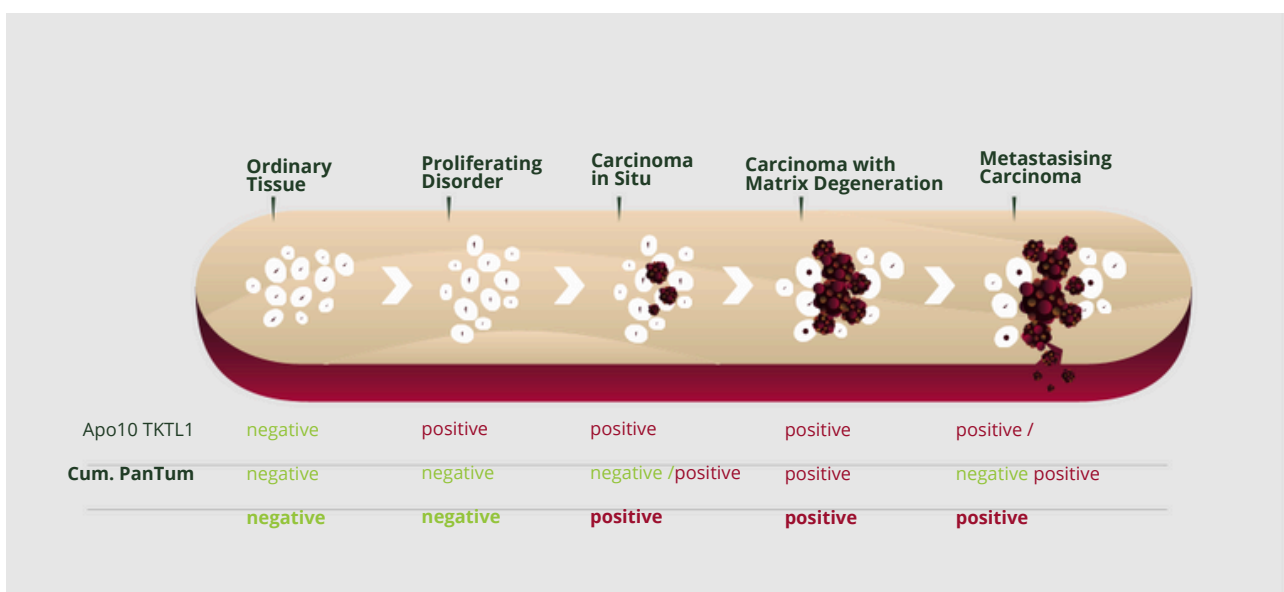 Ordinary
Tissue
Proliferating
Disorder
Carcinoma
in Situ
Carcinoma with
Matrix Degeneration
Metastasising
Carcinoma
Apo10 TKTL1 negative positive positive positive positive /
Cum. PanTum negative negative negative /positive positive negative positive
negative negative positive positive positive